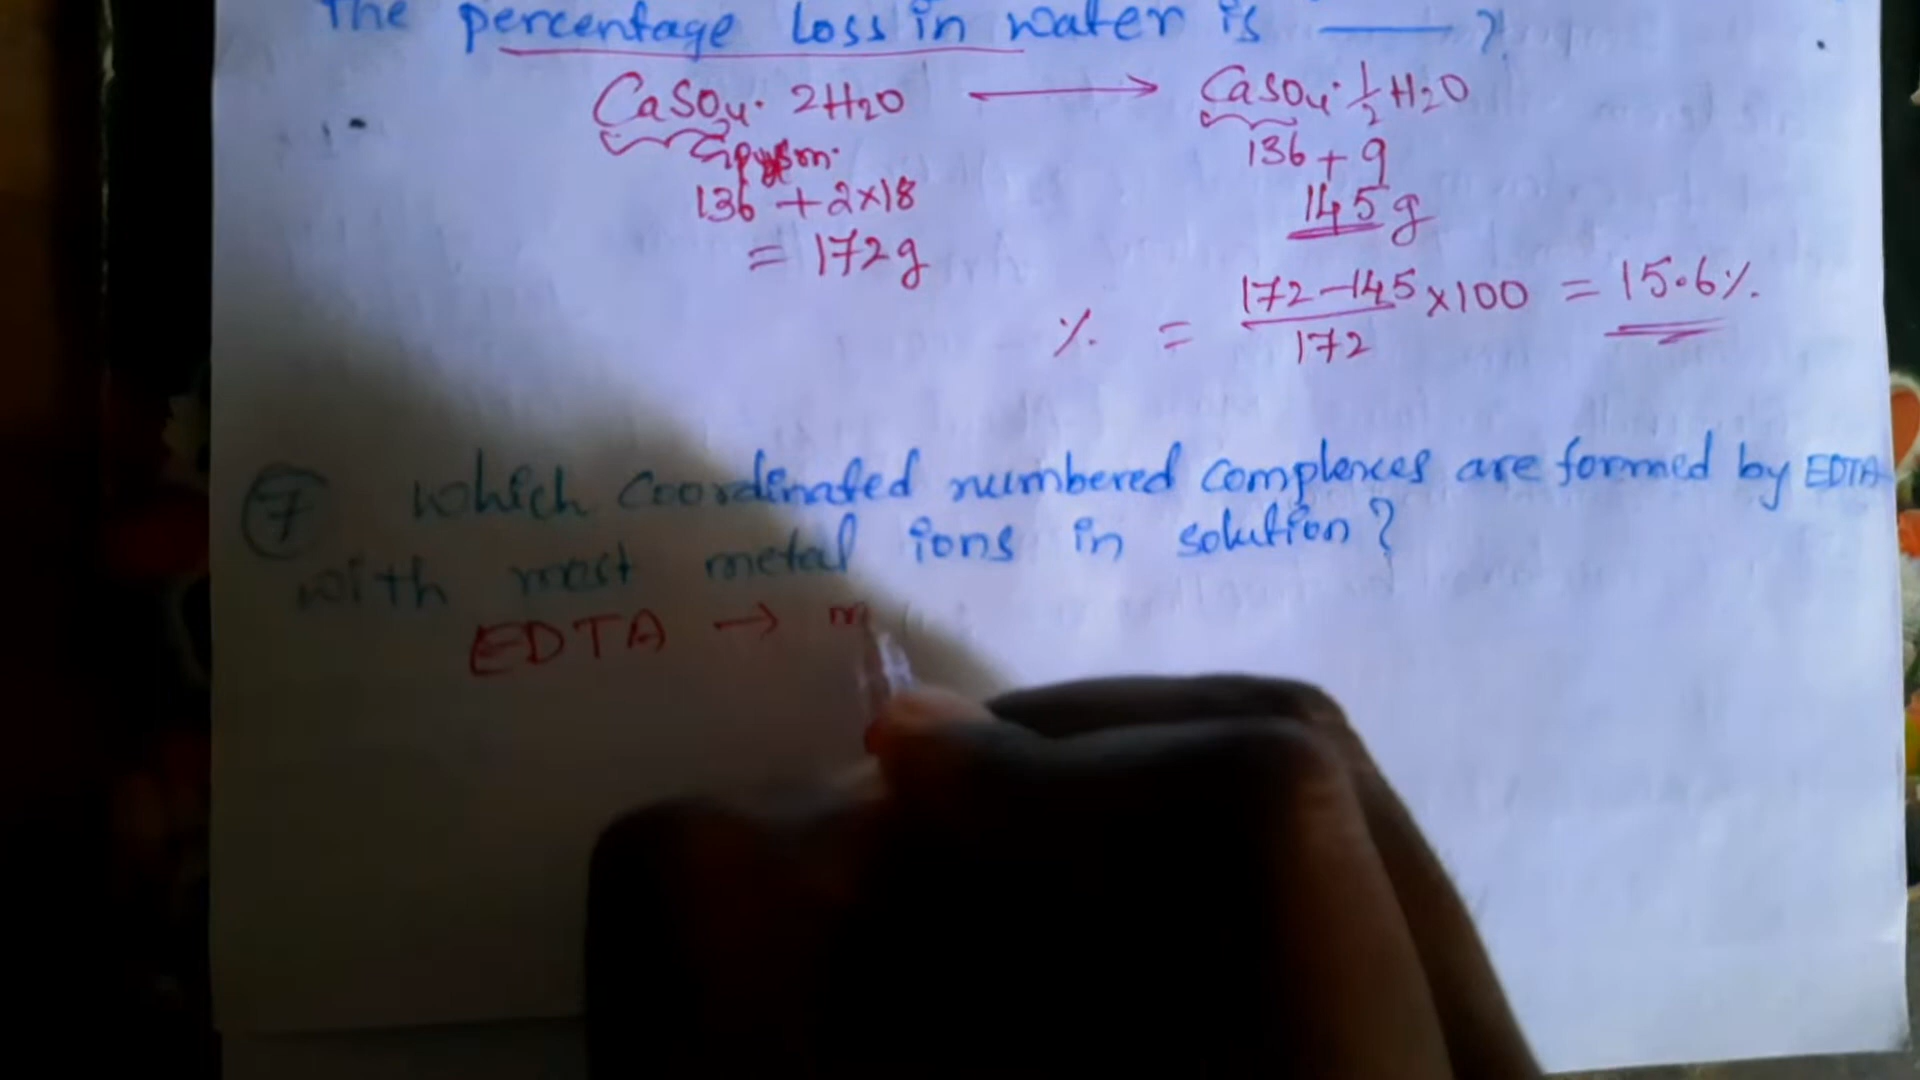 The percentage loss in water is —— ?
CaSO4. 2H2O ⟶ CaSO4. 1/2 H2O
136 + 2×18
= 172g
136 + 9
145g
% = 172-145/172 ×100 = 15.6%.
7 which coordinated numbered complexes are formed by EDTA
with most metal ions in solution?
EDTA →